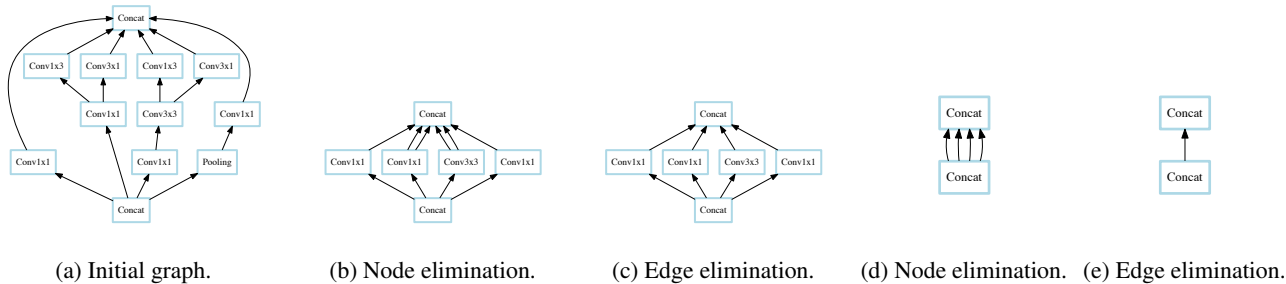 Concat
Conv1x3 Conv3x1 Conv1x3 Conv3x1
Conv1x1 Conv3x3 Conv1x1
Conv1x1 Conv1x1 Pooling
Concat
(a) Initial graph.
Concat
Conv1x1 Conv1x1 Conv3x3 Conv1x1
Concat
(b) Node elimination.
Concat
Conv1x1 Conv1x1 Conv3x3 Conv1x1
Concat
(c) Edge elimination.
Concat
Concat
(d) Node elimination.
Concat
Concat
(e) Edge elimination.